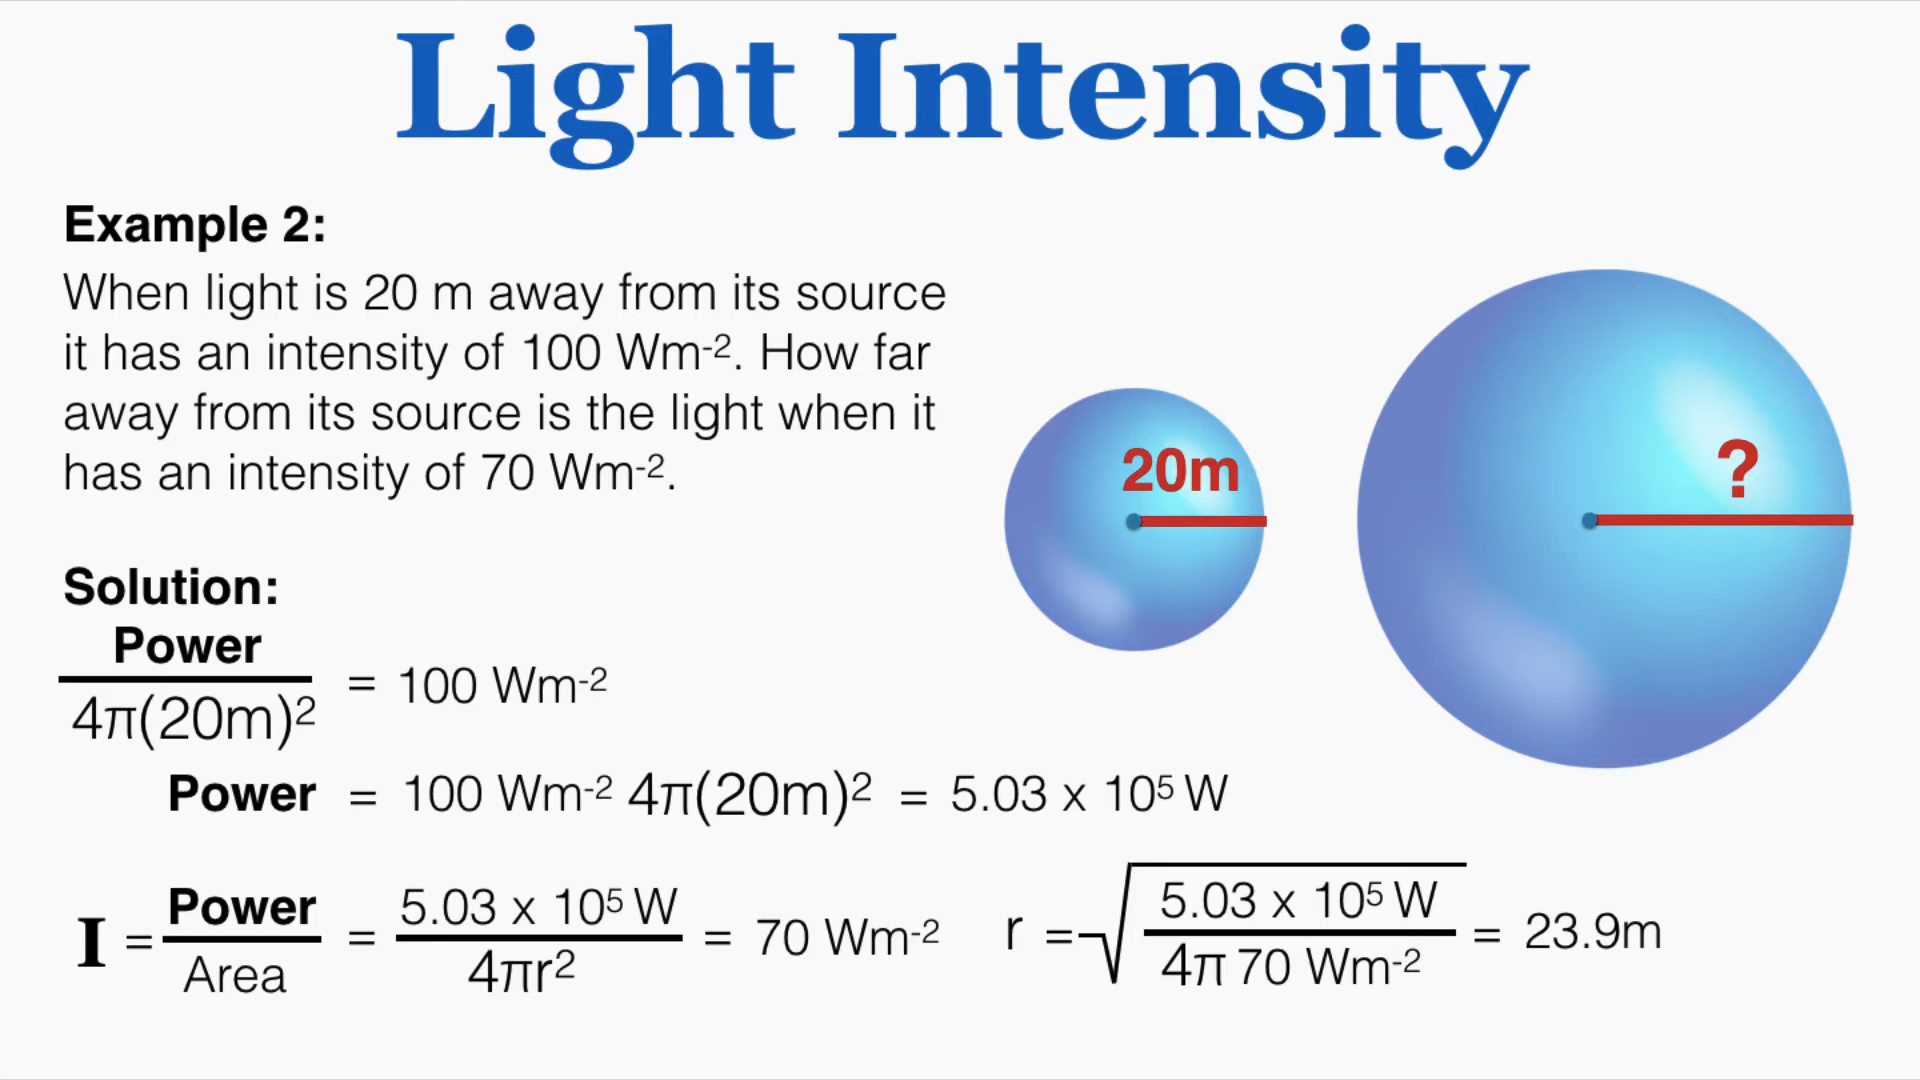 Light Intensity
Example 2:
When light is 20 m away from its source
it has an intensity of 100 Wm-². How far
away from its source is the light when it
has an intensity of 70 Wm-².
20m
?
Solution:
Power
4π(20m)²
= 100 Wm-²
Power = 100 Wm-² 4π(20m)² = 5.03 x 10⁵ W
I = Power / Area = 5.03 x 10⁵ W / 4πr² = 70 Wm-² r = √ 5.03 x 10⁵ W / 4π 70 Wm-² = 23.9m